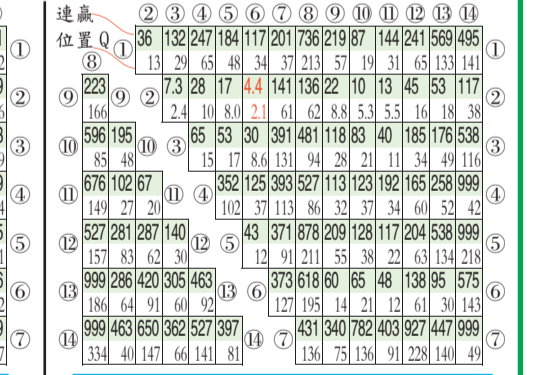 連贏 ② ③ ④ ⑤ ⑥ ⑦ ⑧ ⑨ ⑩ ⑪ ⑫ ⑬ ⑭
位置 Q ① 36 132 247 184 117 201 736 219 87 144 241 569 495 ①
⑧ 13 29 65 48 34 37 213 57 19 31 65 133 141
⑨ 223 ⑨ ② 7.3 28 17 4.4 141 136 22 10 13 45 53 117 ②
166 2.4 10 8.0 2.1 61 62 8.8 5.3 5.5 16 18 38
⑩ 596 195 ⑩ ③ 65 53 30 391 481 118 83 40 185 176 538 ③
85 48 15 17 8.6 131 94 28 21 11 34 49 116
⑪ 676 102 67 ⑪ ④ 352 125 393 527 113 123 192 165 258 999 ④
149 27 20 102 37 113 86 32 37 34 60 52 42
⑫ 527 281 287 140 ⑫ ⑤ 43 371 878 209 128 117 204 538 999 ⑤
157 83 62 30 12 91 211 55 38 22 63 134 218
⑬ 999 286 420 305 463 ⑬ ⑥ 373 618 60 65 48 138 95 575 ⑥
186 64 91 60 92 127 195 14 21 12 61 30 143
⑭ 999 463 650 362 527 397 ⑭ ⑦ 431 340 782 403 927 447 999 ⑦
334 40 147 66 141 81 136 75 136 91 228 140 49